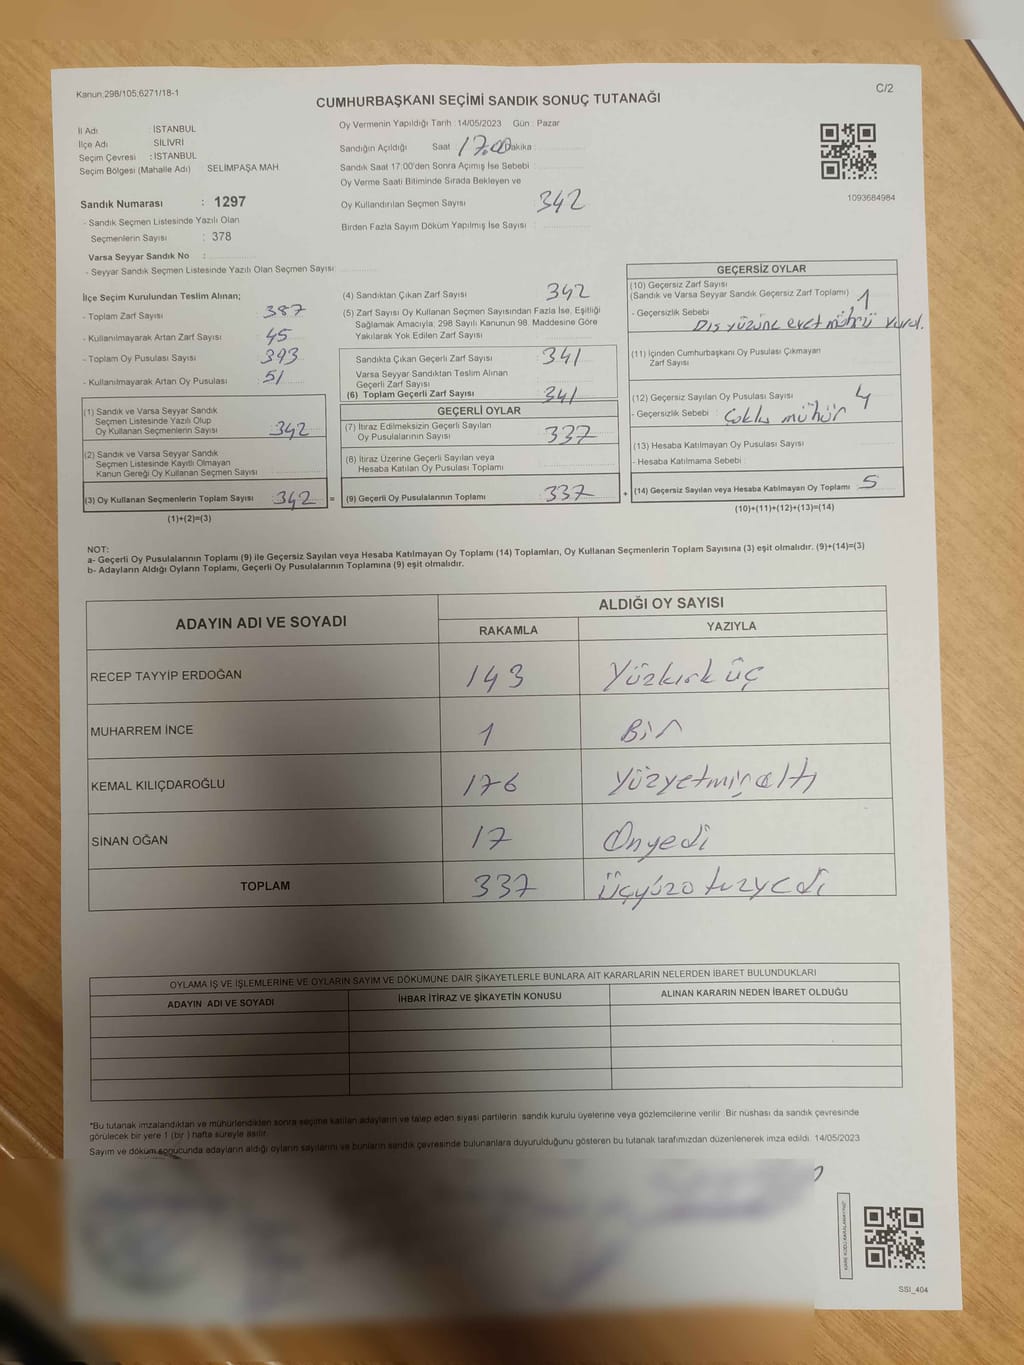 Kanun:298/105,6271/18-1
C/2
CUMHURBAŞKANI SEÇİMİ SANDIK SONUÇ TUTANAĞI
İl Adı : İSTANBUL
İlçe Adı SİLİVRİ
Seçim Çevresi : İSTANBUL
Seçim Bölgesi (Mahalle Adı) SELİMPAŞA MAH.
Sandık Numarası : 1297
- Sandık Seçmen Listesinde Yazılı Olan
Seçmenlerin Sayısı : 378
Varsa Seyyar Sandık No :
- Seyyar Sandık Seçmen Listesinde Yazılı Olan Seçmen Sayısı
Oy Vermenin Yapıldığı Tarih :14/05/2023 Gün : Pazar
Sandığın Açıldığı Saat 17.00 Dakika
Sandık Saat 17:00'den Sonra Açımış İse Sebebi
Oy Verme Saati Bitiminde Sırada Bekleyen ve
Oy Kullandırılan Seçmen Sayısı 342
Birden Fazla Sayım Döküm Yapılmış İse Sayısı
1093684984
İlçe Seçim Kurulundan Teslim Alınan;
- Toplam Zarf Sayısı 387
- Kullanılmayarak Artan Zarf Sayısı 45
- Toplam Oy Pusulası Sayısı 393
- Kullanılmayarak Artan Oy Pusulası : 51
(1) Sandık ve Varsa Seyyar Sandık
Seçmen Listesinde Yazılı Olup
Oy Kullanan Seçmenlerin Sayısı 342
(2) Sandık ve Varsa Seyyar Sandık
Seçmen Listesinde Kayıtlı Olmayan
Kanun Gereği Oy Kullanan Seçmen Sayısı
(3) Oy Kullanan Seçmenlerin Toplam Sayısı 342 =
(1)+(2)=(3)
(4) Sandıktan Çıkan Zarf Sayısı 342
(5) Zarf Sayısı Oy Kullanan Seçmen Sayısından Fazla İse, Eşitliği
Sağlamak Amacıyla; 298 Sayılı Kanunun 98. Maddesine Göre
Yakılarak Yok Edilen Zarf Sayısı
Sandıkta Çıkan Geçerli Zarf Sayısı 341
Varsa Seyyar Sandıktan Teslim Alınan
Geçerli Zarf Sayısı
(6) Toplam Geçerli Zarf Sayısı 341
GEÇERLİ OYLAR
(7) İtiraz Edilmeksizin Geçerli Sayılan
Oy Pusulalarının Sayısı 337
(8) İtiraz Üzerine Geçerli Sayılan veya
Hesaba Katılan Oy Pusulası Toplamı
(9) Geçerli Oy Pusulalarının Toplamı 337 +
GEÇERSİZ OYLAR
(10) Geçersiz Zarf Sayısı
(Sandık ve Varsa Seyyar Sandık Geçersiz Zarf Toplamı) 1
- Geçersizlik Sebebi
Dış yüzüne evet mührü vurul.
(11) İçinden Cumhurbaşkanı Oy Pusulası Çıkmayan
Zarf Sayısı
(12) Geçersiz Sayılan Oy Pusulası Sayısı 4
- Geçersizlik Sebebi : Çoklu mühür
(13) Hesaba Katılmayan Oy Pusulası Sayısı
- Hesaba Katılmama Sebebi
(14) Geçersiz Sayılan veya Hesaba Katılmayan Oy Toplamı 5
(10)+(11)+(12)+(13)=(14)
NOT:
a- Geçerli Oy Pusulalarının Toplamı (9) ile Geçersiz Sayılan veya Hesaba Katılmayan Oy Toplamı (14) Toplamları, Oy Kullanan Seçmenlerin Toplam Sayısına (3) eşit olmalıdır. (9)+(14)=(3)
b- Adayların Aldığı Oyların Toplamı, Geçerli Oy Pusulalarının Toplamına (9) eşit olmalıdır.
ADAYIN ADI VE SOYADI
ALDIĞI OY SAYISI
RAKAMLA YAZIYLA
RECEP TAYYİP ERDOĞAN 143 Yüzkırk üç
MUHARREM İNCE 1 Bir
KEMAL KILIÇDAROĞLU 176 Yüzyetmişaltı
SİNAN OĞAN 17 Onyedi
TOPLAM 337 Üçyüzotuzyedi
OYLAMA İŞ VE İŞLEMLERİNE VE OYLARIN SAYIM VE DÖKÜMÜNE DAİR ŞİKAYETLERLE BUNLARA AİT KARARLARIN NELERDEN İBARET BULUNDUKLARI
ADAYIN ADI VE SOYADI İHBAR İTİRAZ VE ŞİKAYETİN KONUSU ALINAN KARARIN NEDEN İBARET OLDUĞU
*Bu tutanak imzalandıktan ve mühürlendikten sonra seçime katılan adayların ve talep eden siyasi partilerin sandık kurulu üyelerine veya gözlemcilerine verilir. Bir nüshası da sandık çevresinde
görülecek bir yere 1 (bir ) hafta süreyle asılır.
Sayım ve döküm sonucunda adayların aldığı oyların sayılarını ve bunların sandık çevresinde bulunanlara duyurulduğunu gösteren bu tutanak tarafımızdan düzenlenerek imza edildi. 14/05/2023
SSI_404